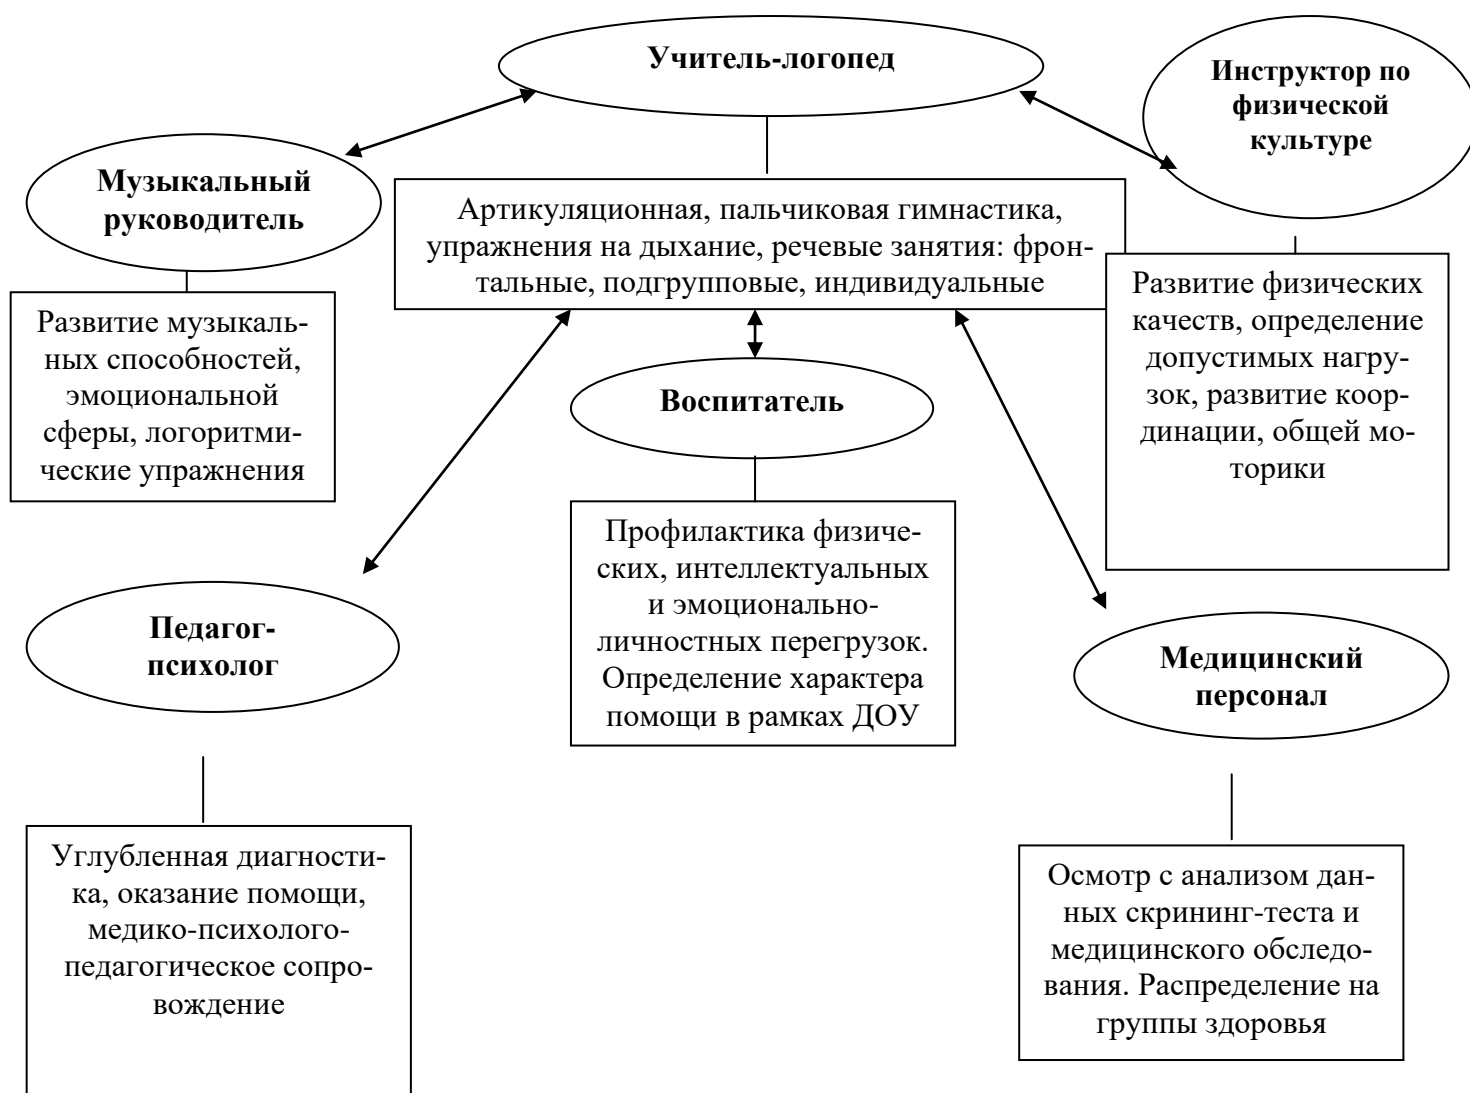 Учитель-логопед
Инструктор по
физической
культуре
Музыкальный
руководитель
Артикуляционная, пальчиковая гимнастика,
упражнения на дыхание, речевые занятия: фрон-
тальные, подгрупповые, индивидуальные
Развитие физических
качеств, определение
допустимых нагру-
зок, развитие коор-
динации, общей мо-
торики
Развитие музыкаль-
ных способностей,
эмоциональной
сферы, логоритми-
ческие упражнения
Воспитатель
Профилактика физиче-
ских, интеллектуальных
и эмоционально-
личностных перегрузок.
Определение характера
помощи в рамках ДОУ
Педагог-
психолог
Медицинский
персонал
Углубленная диагности-
ка, оказание помощи,
медико-психолого-
педагогическое сопро-
вождение
Осмотр с анализом дан-
ных скрининг-теста и
медицинского обследо-
вания. Распределение на
группы здоровья